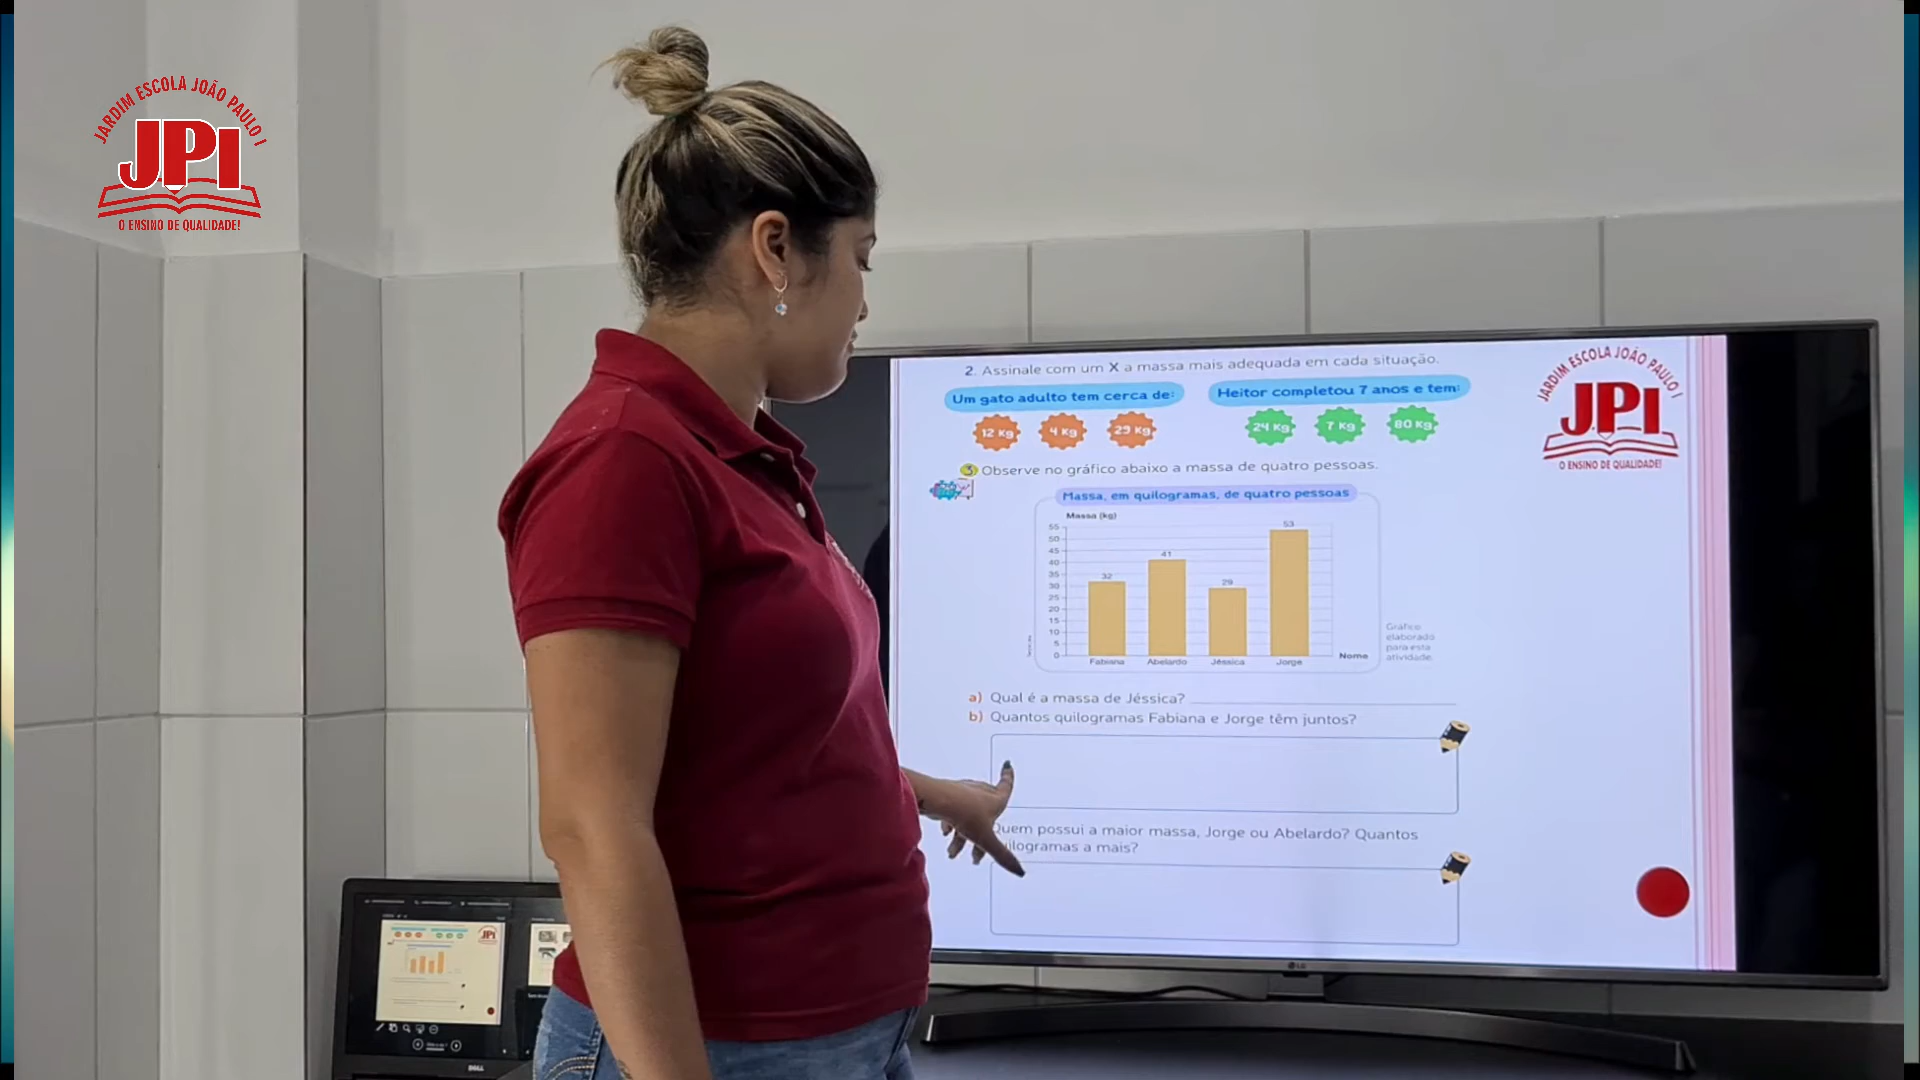 JARDIM ESCOLA JOÃO PAULO I
JPI
O ENSINO DE QUALIDADE!
2. Assinale com um X a massa mais adequada em cada situação.
Um gato adulto tem cerca de:
Heitor completou 7 anos e tem:
12 kg 4 kg 29 kg
24 kg 7 kg 80 kg
JARDIM ESCOLA JOÃO PAULO I
JPI
O ENSINO DE QUALIDADE!
3 Observe no gráfico abaixo a massa de quatro pessoas.
Massa, em quilogramas, de quatro pessoas
Massa (kg)
55
50
45
40
35
30
25
20
15
10
5
0
32
41
29
53
Fabiana Abelardo Jéssica Jorge
Nome
Gráfico
elaborado
para esta
atividade.
a) Qual é a massa de Jéssica?
b) Quantos quilogramas Fabiana e Jorge têm juntos?
Quem possui a maior massa, Jorge ou Abelardo? Quantos
ilogramas a mais?
LG
DELL
JPI